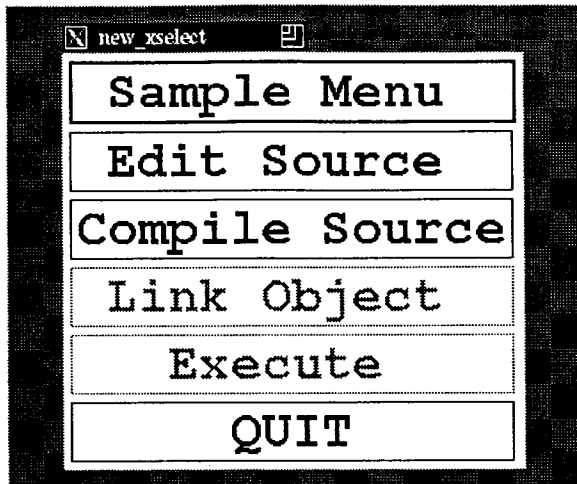 new_xselect
Sample Menu
Edit Source
Compile Source
Link Object
Execute
QUIT